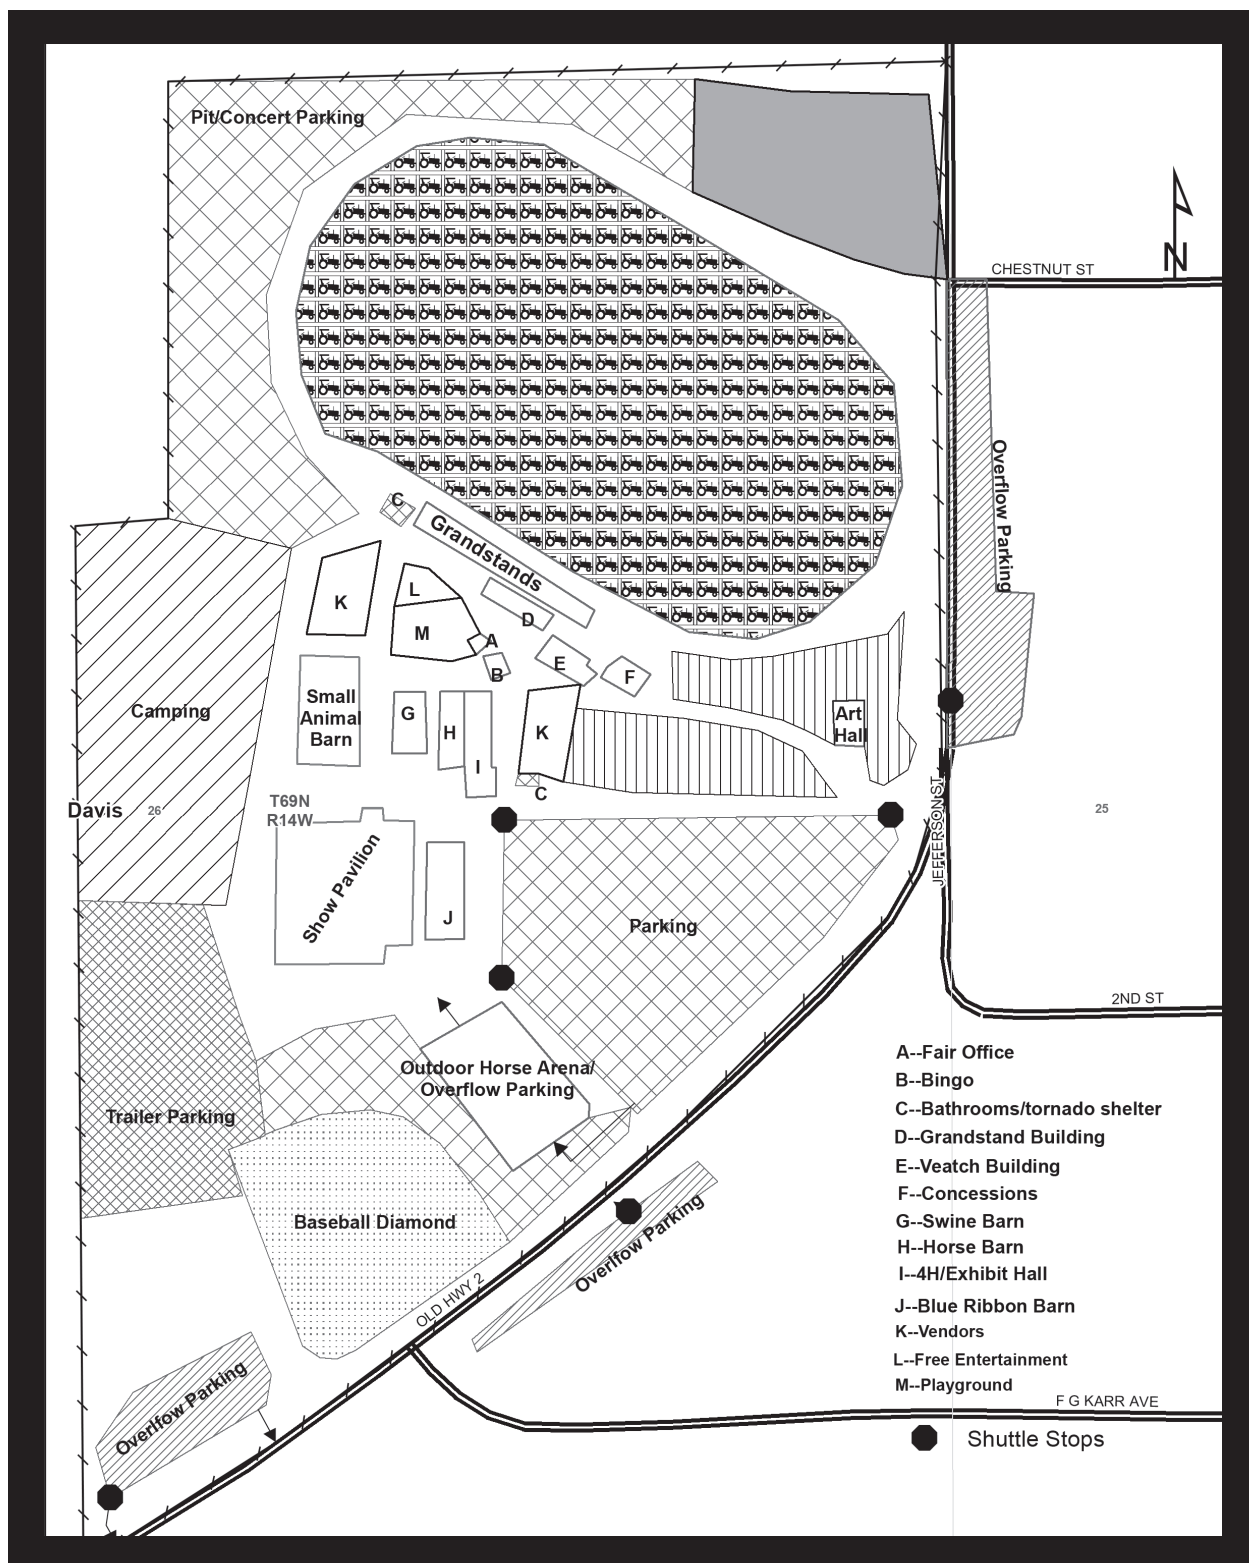 Pit/Concert Parking
N
CHESTNUT ST
Overflow Parking
C
Grandstands
K
L
M
D
A
B
E
F
Camping
Small
Animal
Barn
G
H
I
K
C
Art
Hall
Davis
26
T69N
R14W
JEFFERSON ST
25
Show Pavilion
J
Parking
2ND ST
Outdoor Horse Arena/
Overflow Parking
Trailer Parking
Baseball Diamond
Overlfow Parking
OLD HWY 2
Overlfow Parking
A--Fair Office
B--Bingo
C--Bathrooms/tornado shelter
D--Grandstand Building
E--Veatch Building
F--Concessions
G--Swine Barn
H--Horse Barn
I--4H/Exhibit Hall
J--Blue Ribbon Barn
K--Vendors
L--Free Entertainment
M--Playground
F G KARR AVE
Shuttle Stops